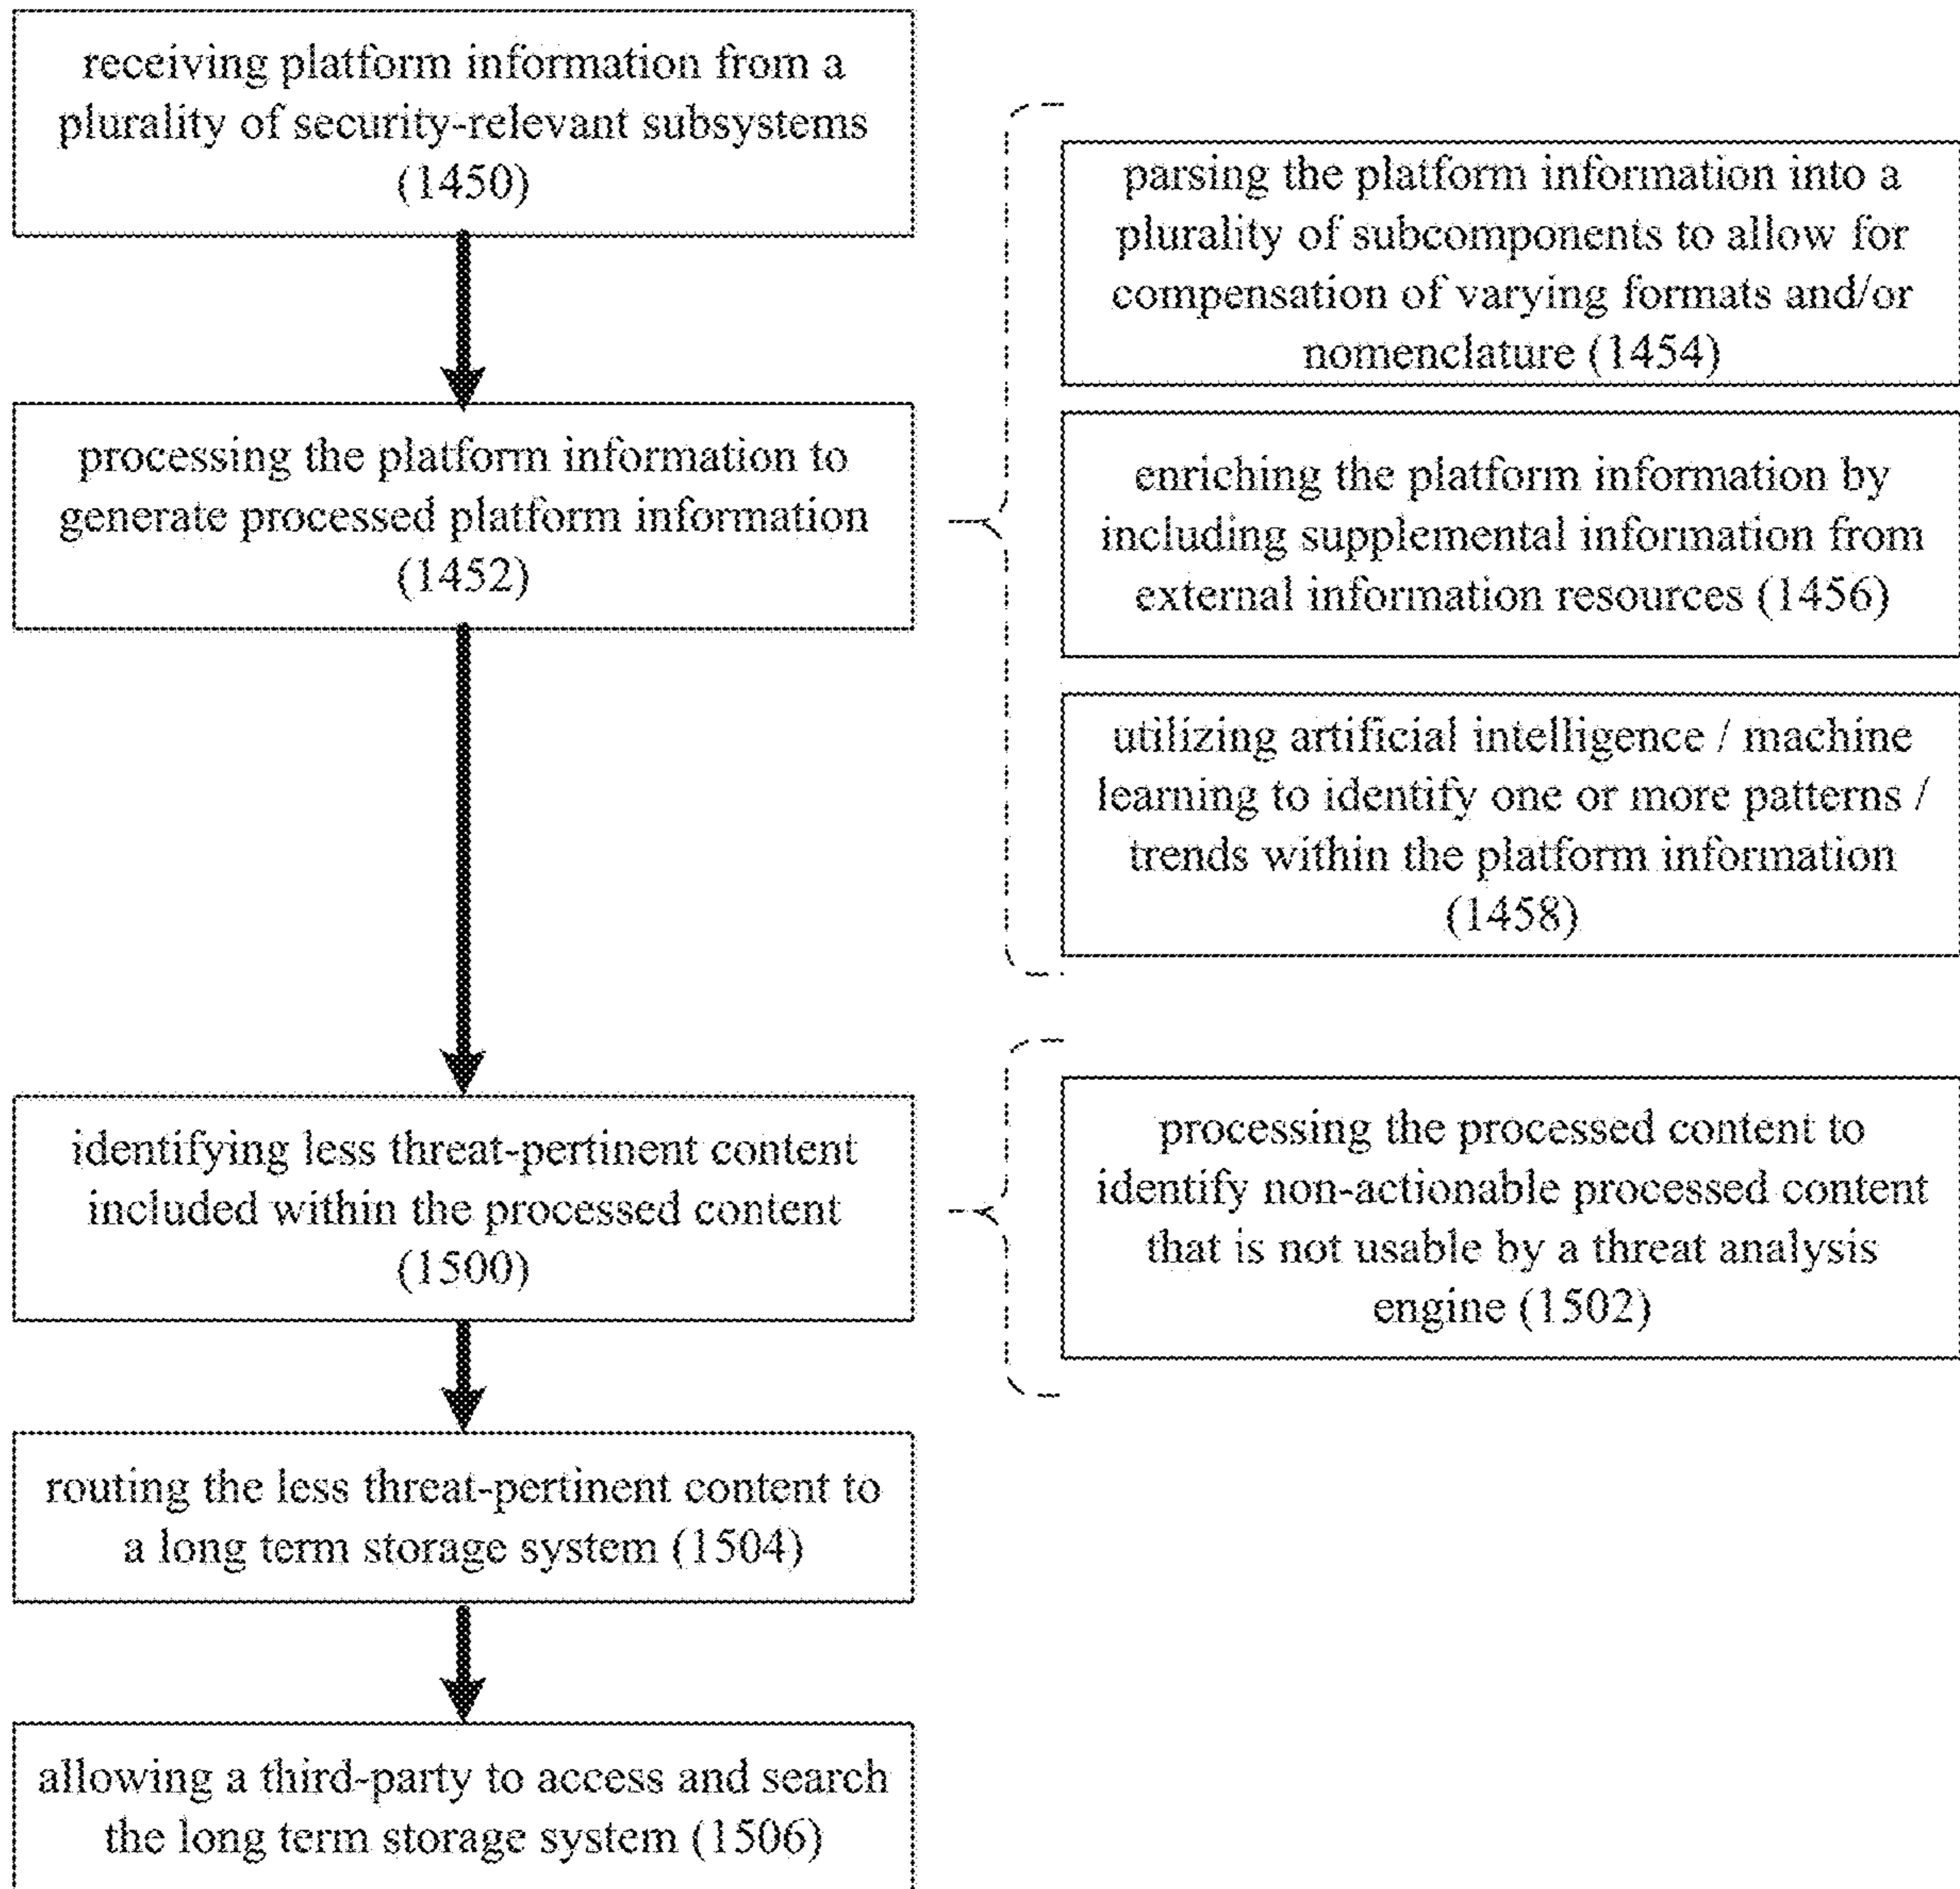 receiving platform information from a
plurality of security-relevant subsystems
(1450)
processing the platform information to
generate processed platform information
(1452)
parsing the platform information into a
plurality of subcomponents to allow for
compensation of varying formats and/or
nomenclature (1454)
enriching the platform information by
including supplemental information from
external information resources (1456)
utilizing artificial intelligence / machine
learning to identify one or more patterns /
trends within the platform information
(1458)
identifying less threat-pertinent content
included within the processed content
(1500)
processing the processed content to
identify non-actionable processed content
that is not usable by a threat analysis
engine (1502)
routing the less threat-pertinent content to
a long term storage system (1504)
allowing a third-party to access and search
the long term storage system (1506)